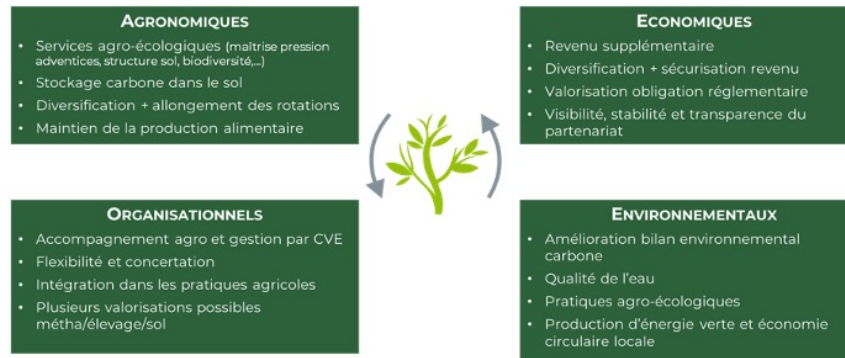 AGRONOMIQUES
• Services agro-écologiques (maîtrise pression
adventices, structure sol, biodiversité,...)
• Stockage carbone dans le sol
• Diversification + allongement des rotations
• Maintien de la production alimentaire
ECONOMIQUES
• Revenu supplémentaire
• Diversification + sécurisation revenu
• Valorisation obligation réglementaire
• Visibilité, stabilité et transparence du
partenariat
ORGANISATIONNELS
• Accompagnement agro et gestion par CVE
• Flexibilité et concertation
• Intégration dans les pratiques agricoles
• Plusieurs valorisations possibles
métha/élevage/sol
ENVIRONNEMENTAUX
• Amélioration bilan environnemental
carbone
• Qualité de l'eau
• Pratiques agro-écologiques
• Production d'énergie verte et économie
circulaire locale